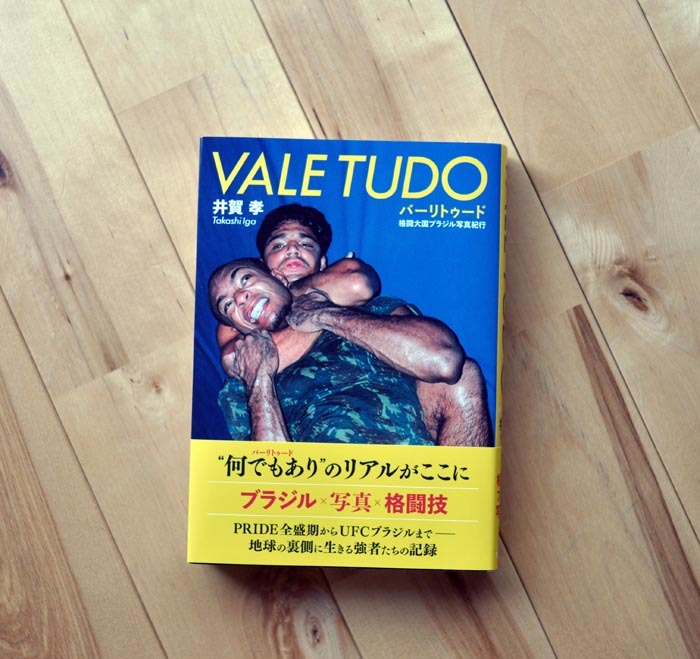 VALE TUDO
井賀 孝
Takashi Iga
バーリトゥード
格闘大国ブラジル写真紀行
バーリトゥード
“何でもあり”のリアルがここに
ブラジル×写真×格闘技
PRIDE全盛期からUFCブラジルまで――
地球の裏側に生きる強者たちの記録